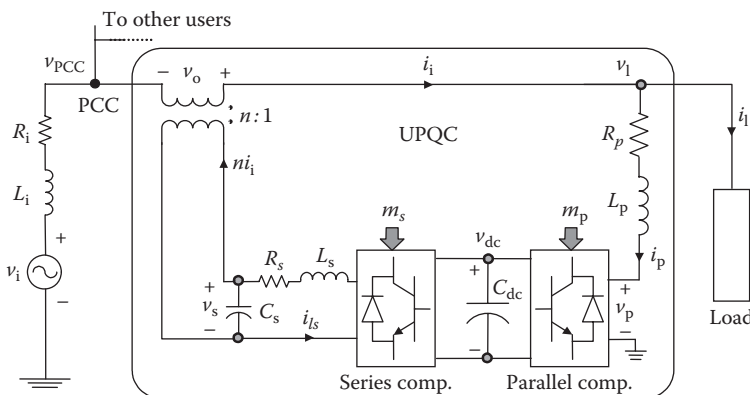 To other users
v_PCC
PCC
− v_o +
n : 1
i_i
v_l
i_l
R_i
L_i
+
v_i
−
UPQC
ni_i
R_p
L_p
i_p
m_s
v_dc
m_p
R_s
L_s
+
v_s
−
C_s
i_ls
+
C_dc
−
+
v_p
−
Load
Series comp.
Parallel comp.